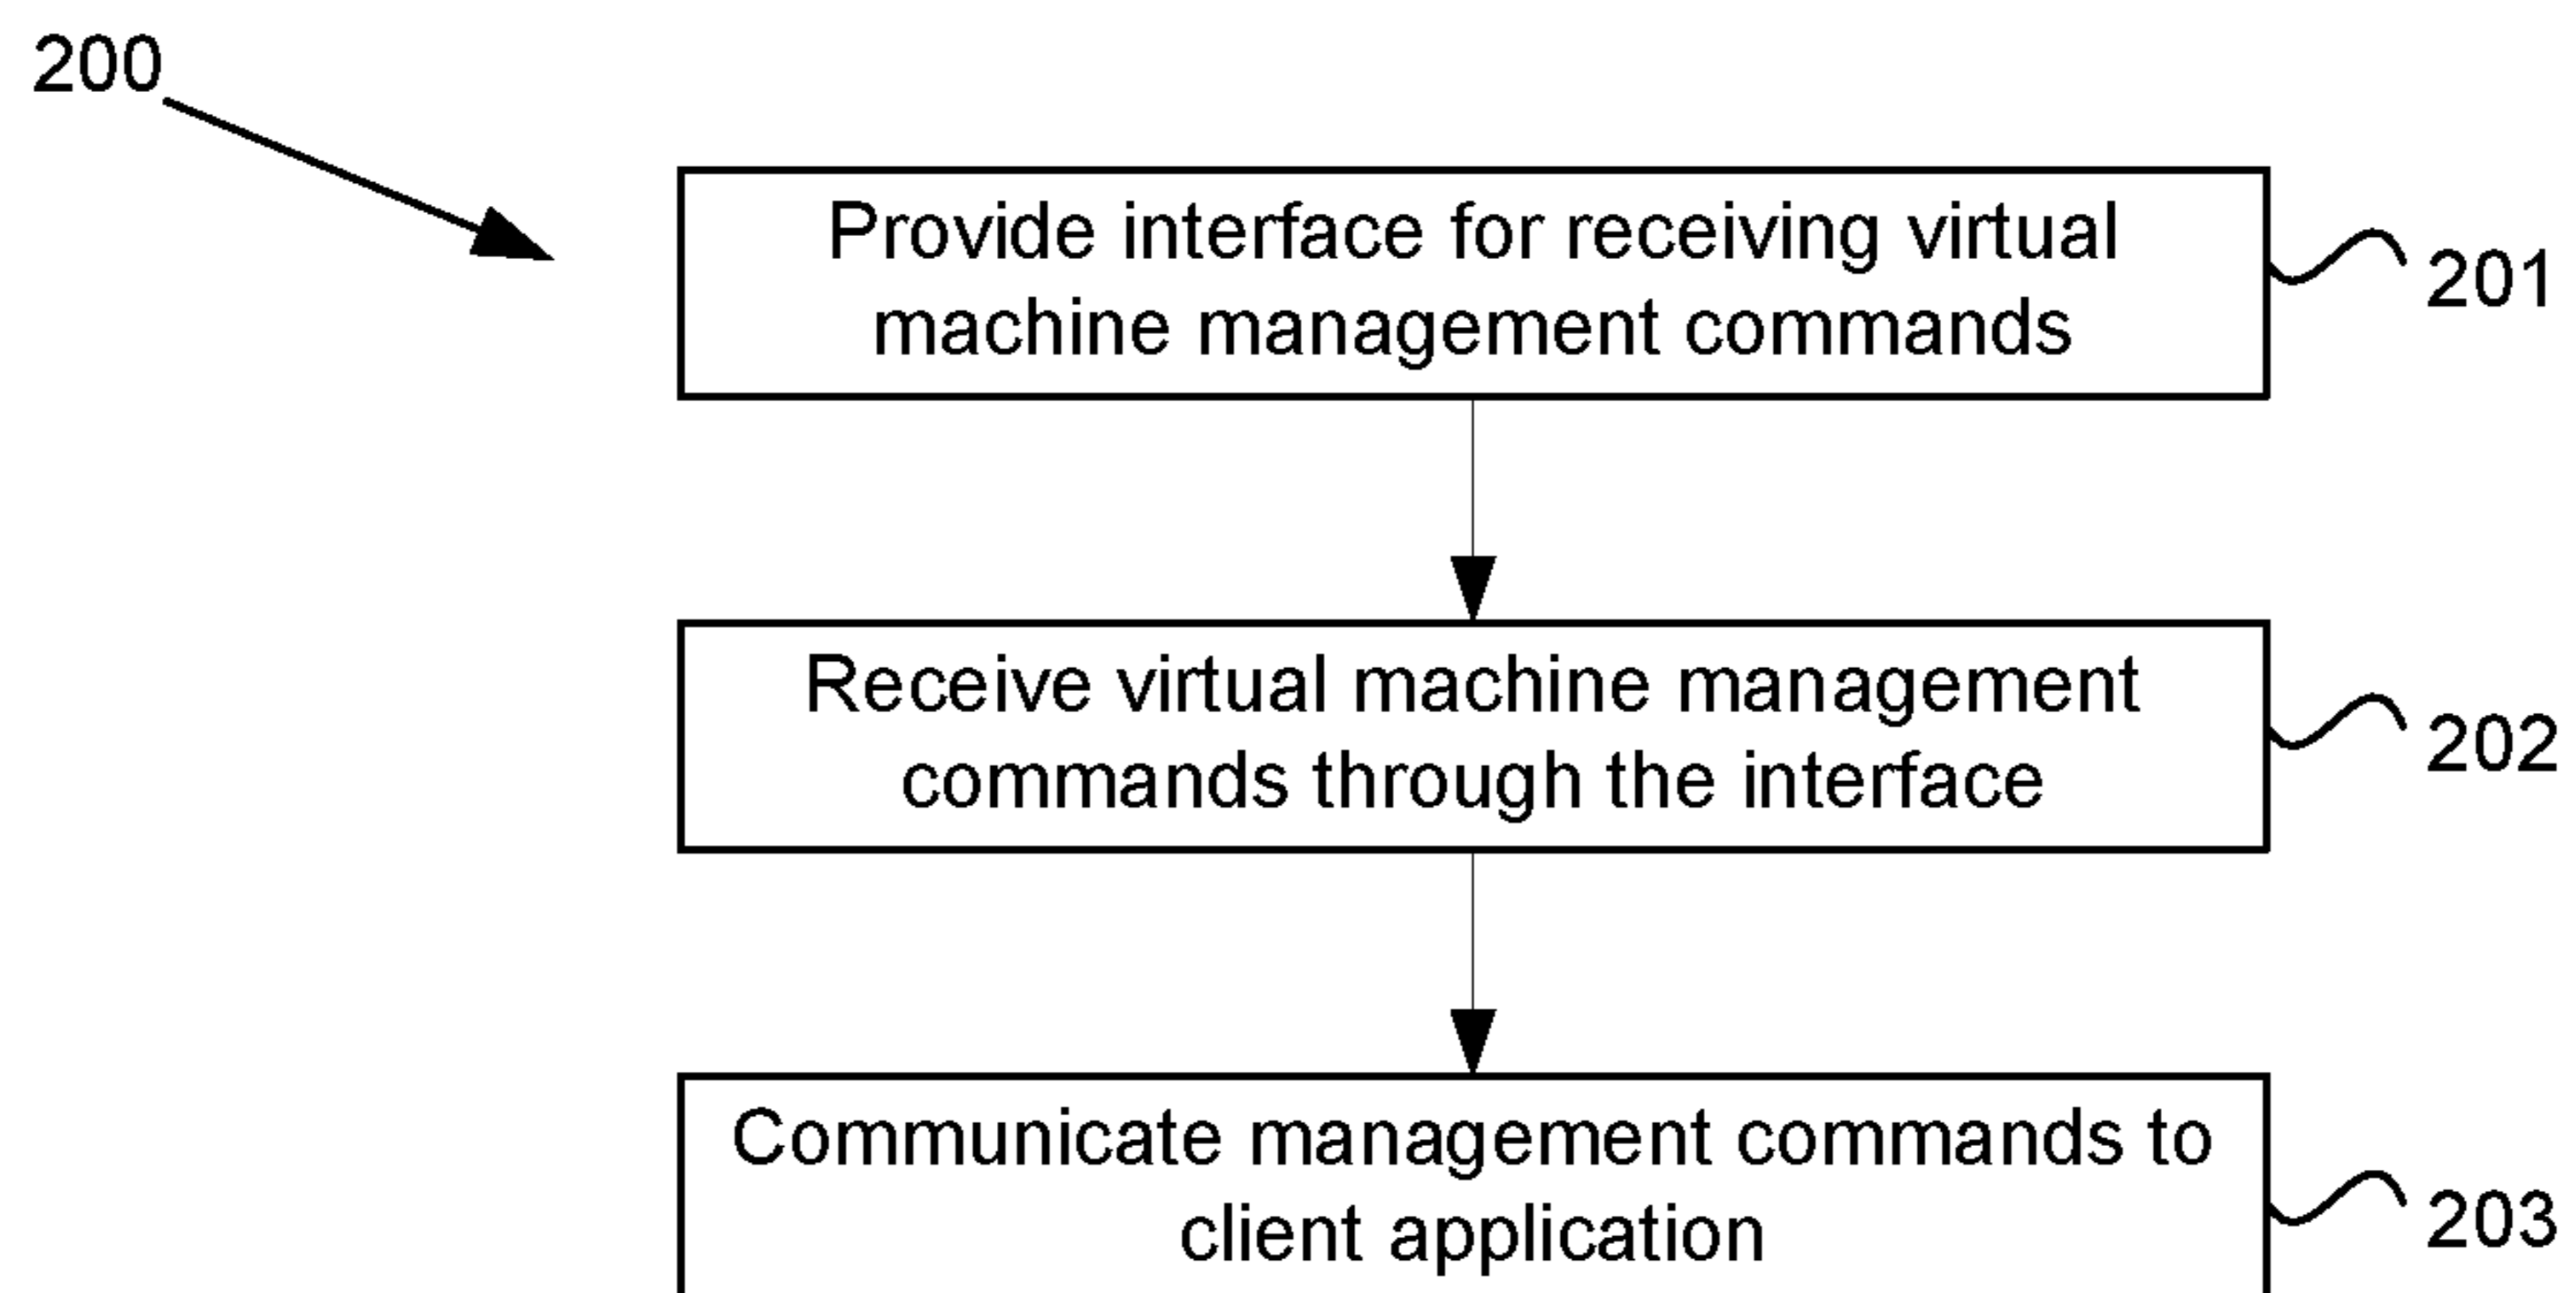 200
Provide interface for receiving virtual
machine management commands
201
Receive virtual machine management
commands through the interface
202
Communicate management commands to
client application
203